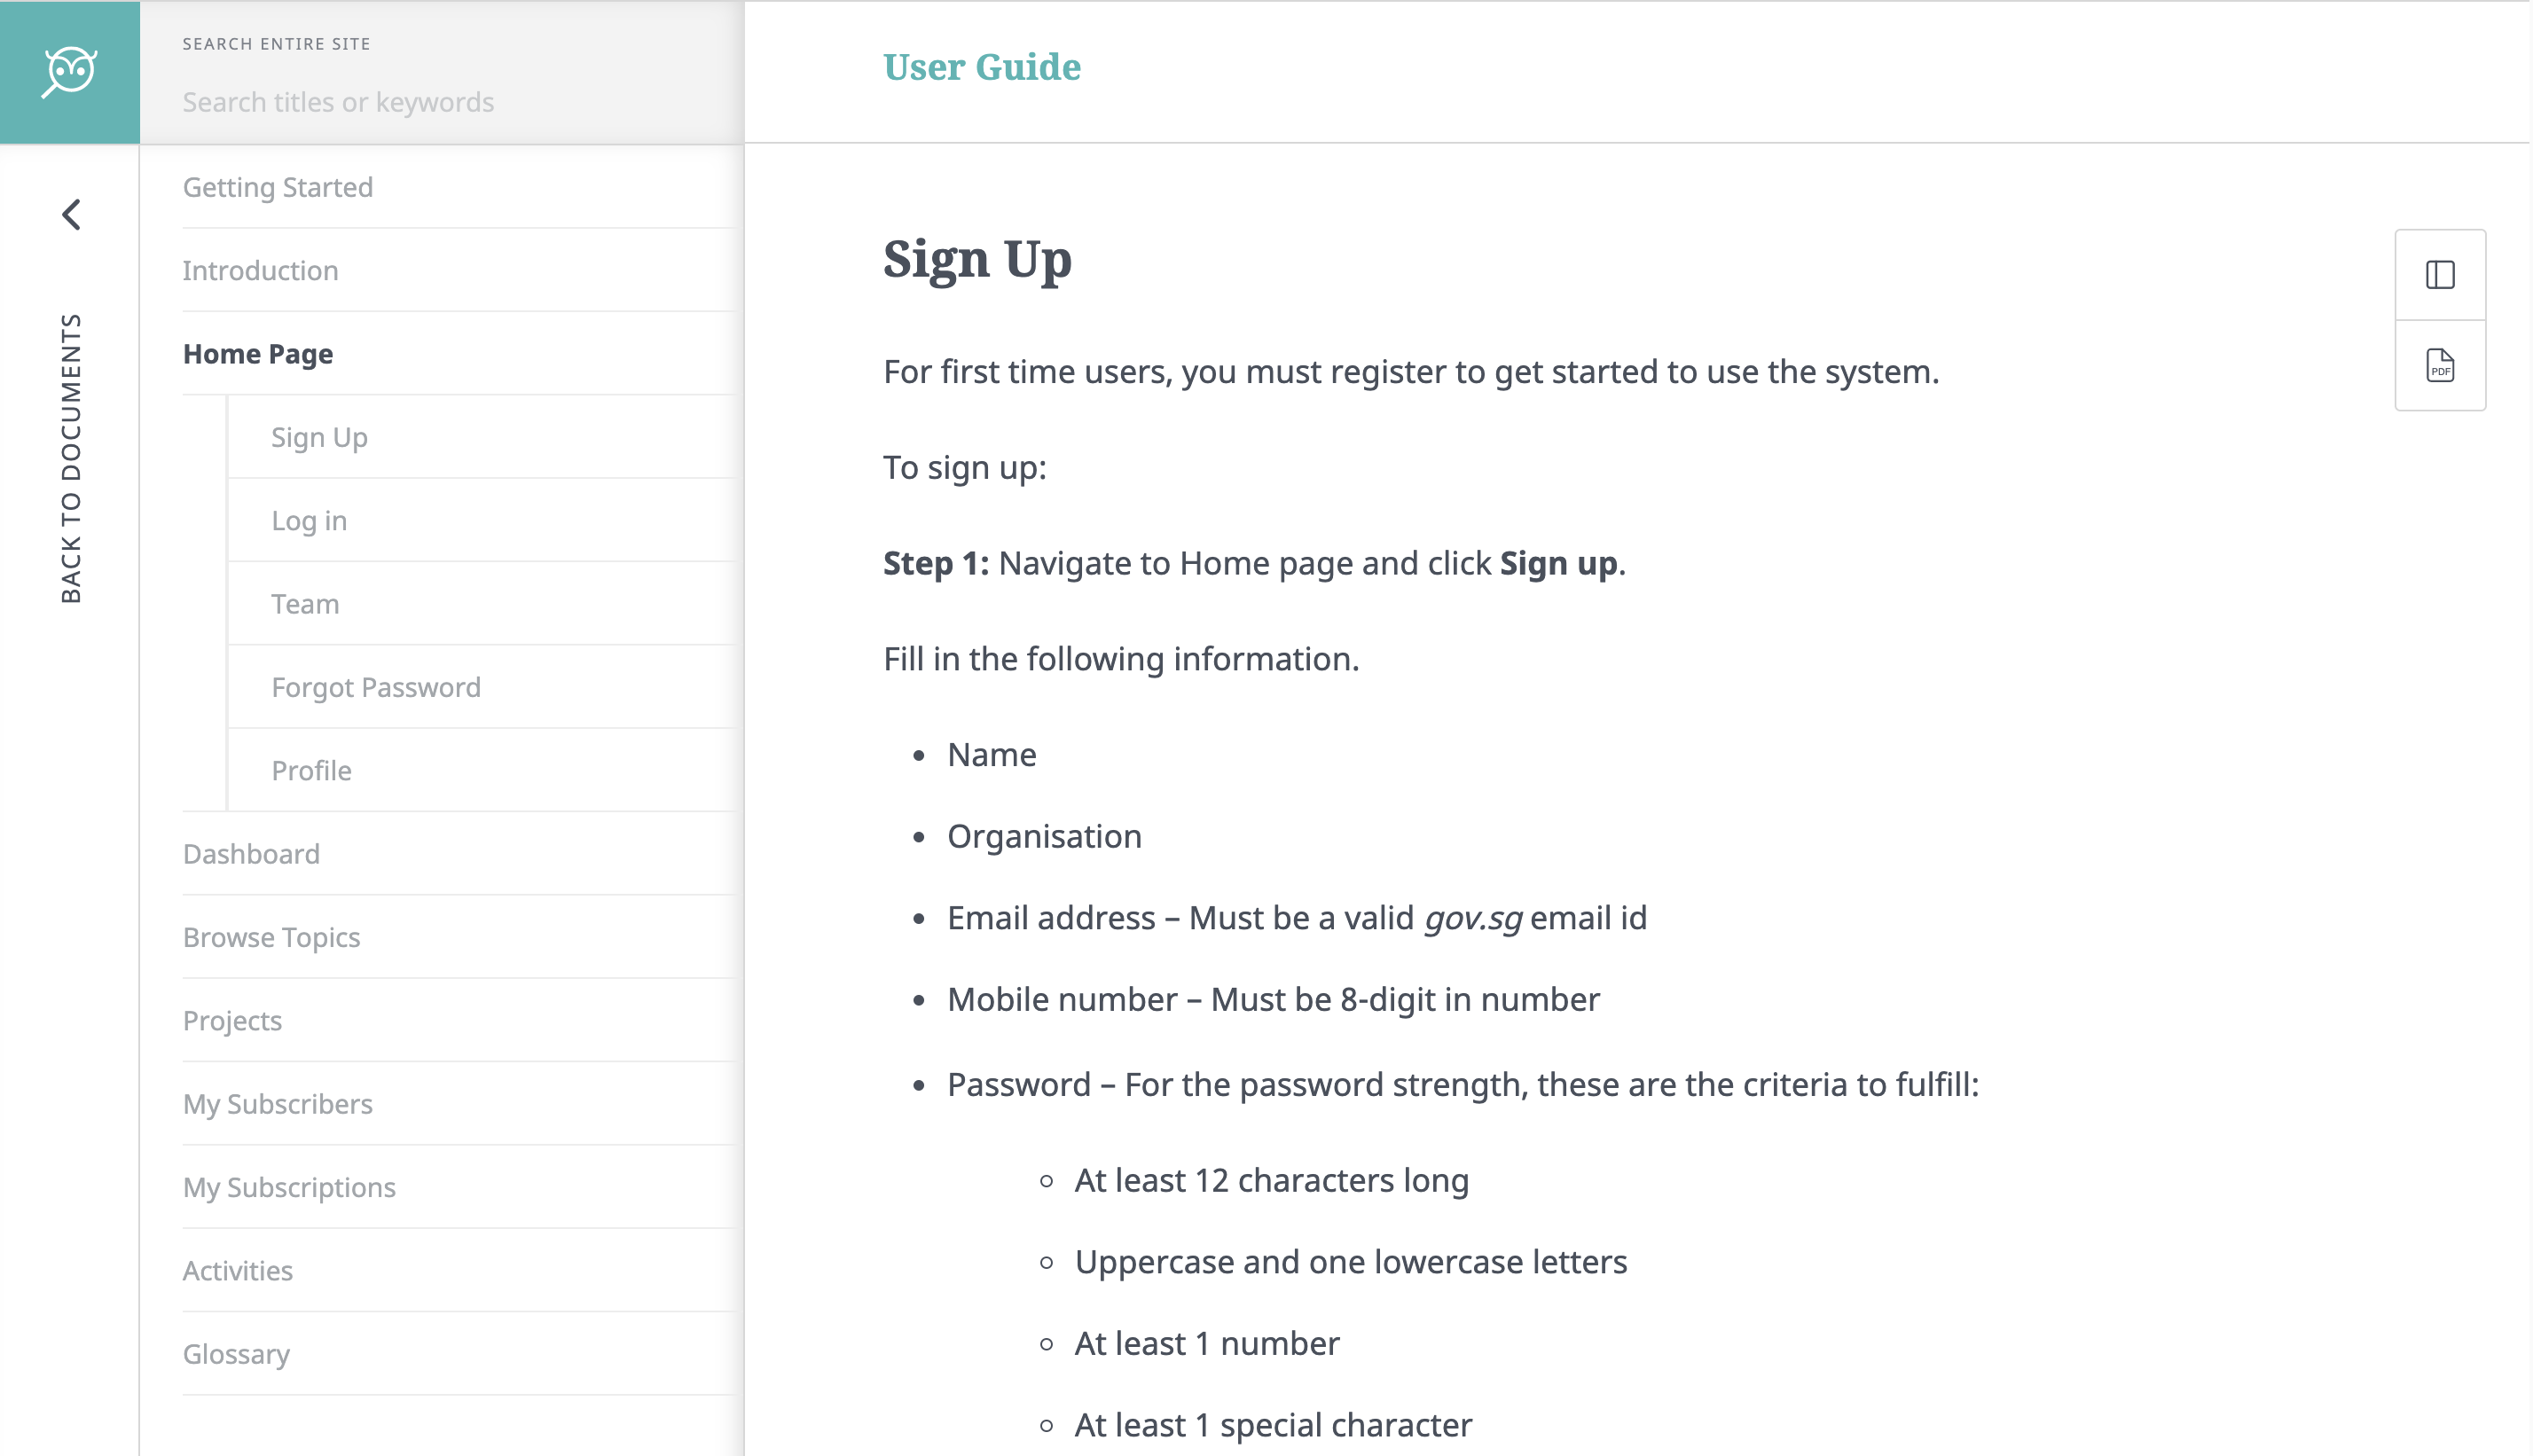 SEARCH ENTIRE SITE
Search titles or keywords
BACK TO DOCUMENTS
Getting Started
Introduction
Home Page
Sign Up
Log in
Team
Forgot Password
Profile
Dashboard
Browse Topics
Projects
My Subscribers
My Subscriptions
Activities
Glossary
User Guide
Sign Up
PDF
For first time users, you must register to get started to use the system.
To sign up:
Step 1: Navigate to Home page and click Sign up.
Fill in the following information.
• Name
• Organisation
• Email address – Must be a valid gov.sg email id
• Mobile number – Must be 8-digit in number
• Password – For the password strength, these are the criteria to fulfill:
◦ At least 12 characters long
◦ Uppercase and one lowercase letters
◦ At least 1 number
◦ At least 1 special character